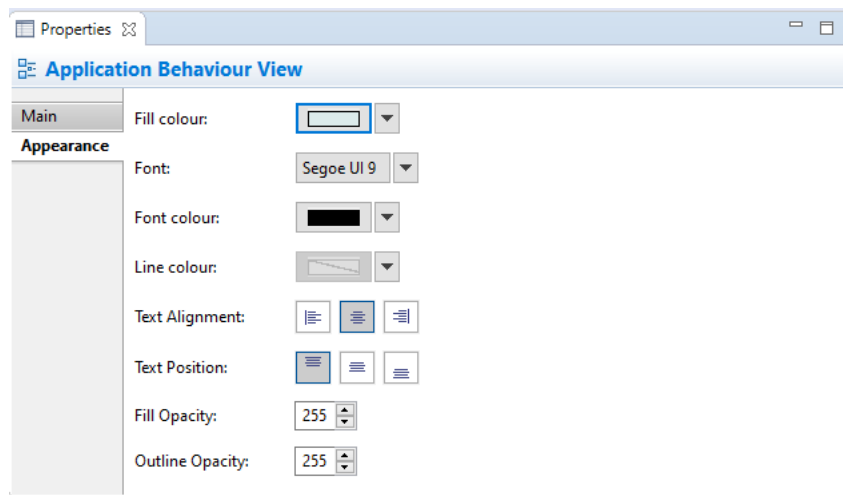 Properties
Application Behaviour View
Main
Appearance
Fill colour:
Font:
Segoe UI 9
Font colour:
Line colour:
Text Alignment:
Text Position:
Fill Opacity:
255
Outline Opacity:
255